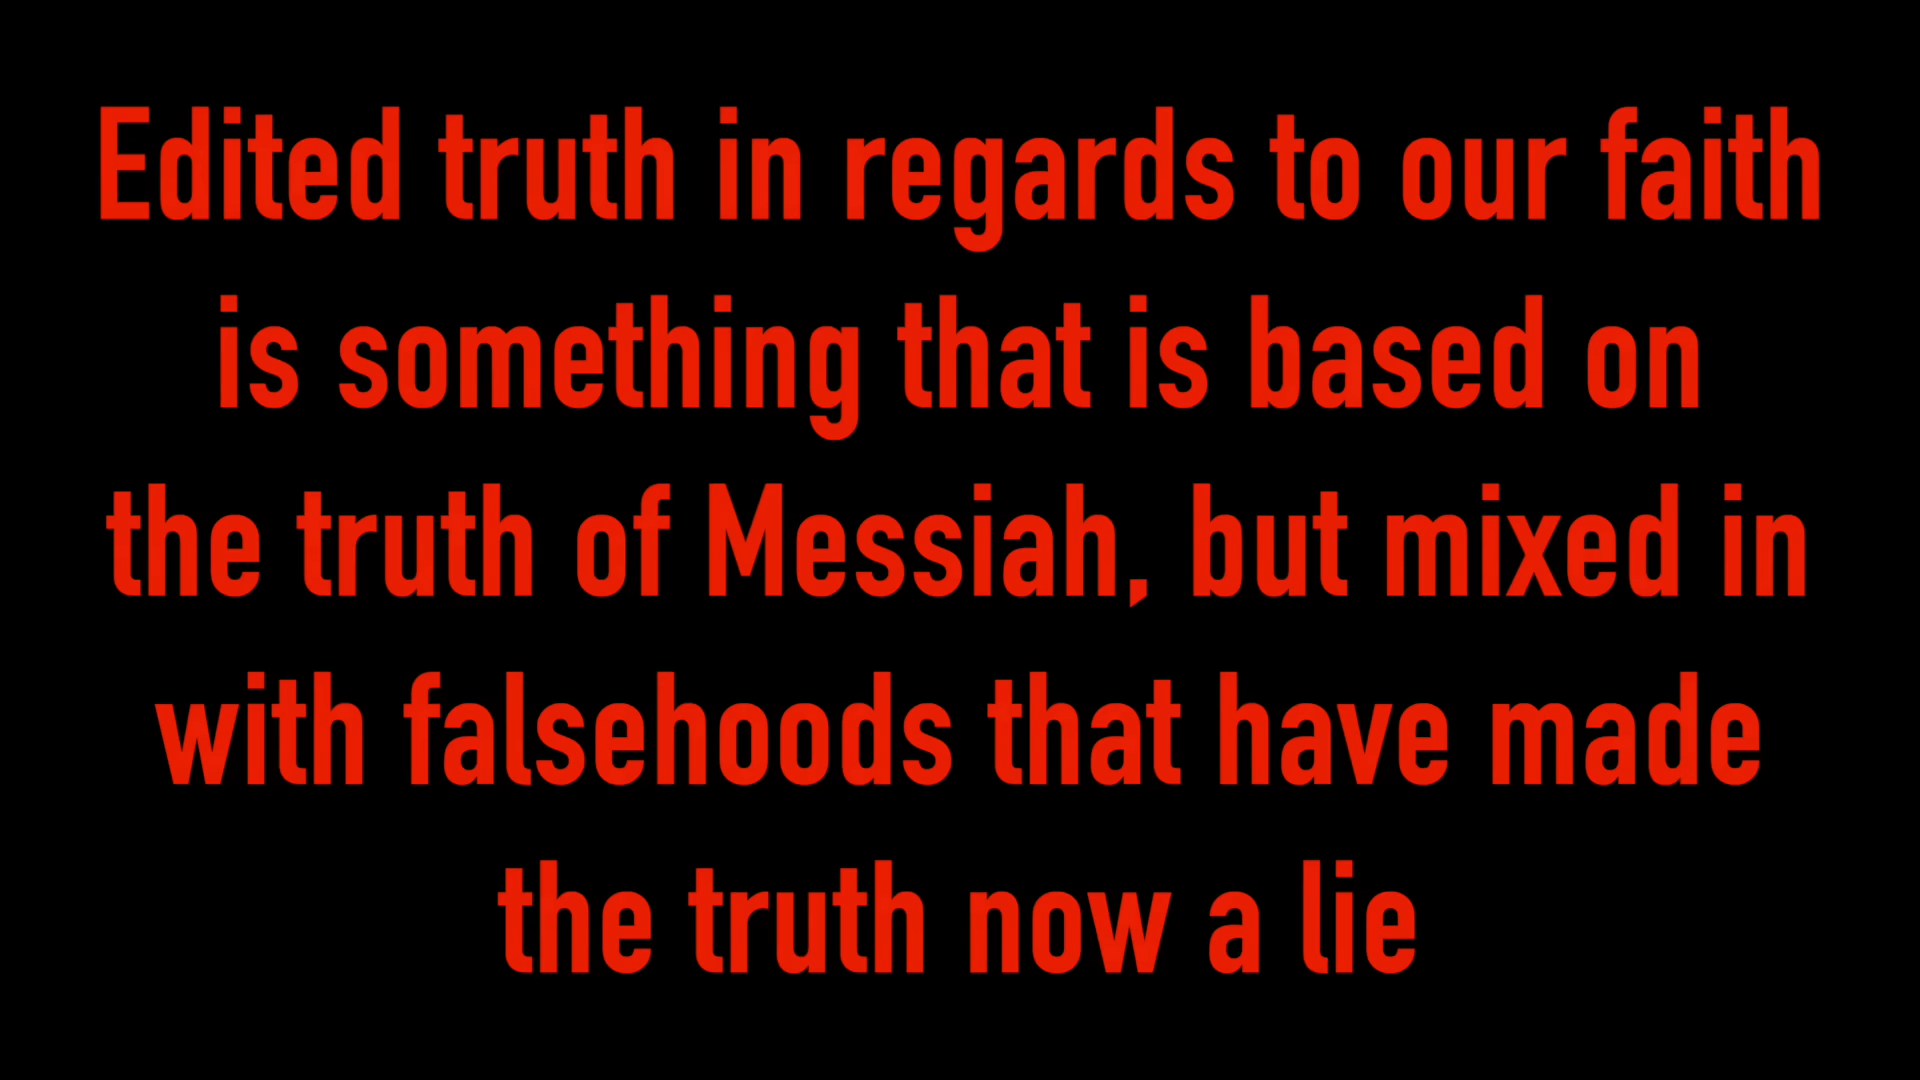 Edited truth in regards to our faith
is something that is based on
the truth of Messiah, but mixed in
with falsehoods that have made
the truth now a lie